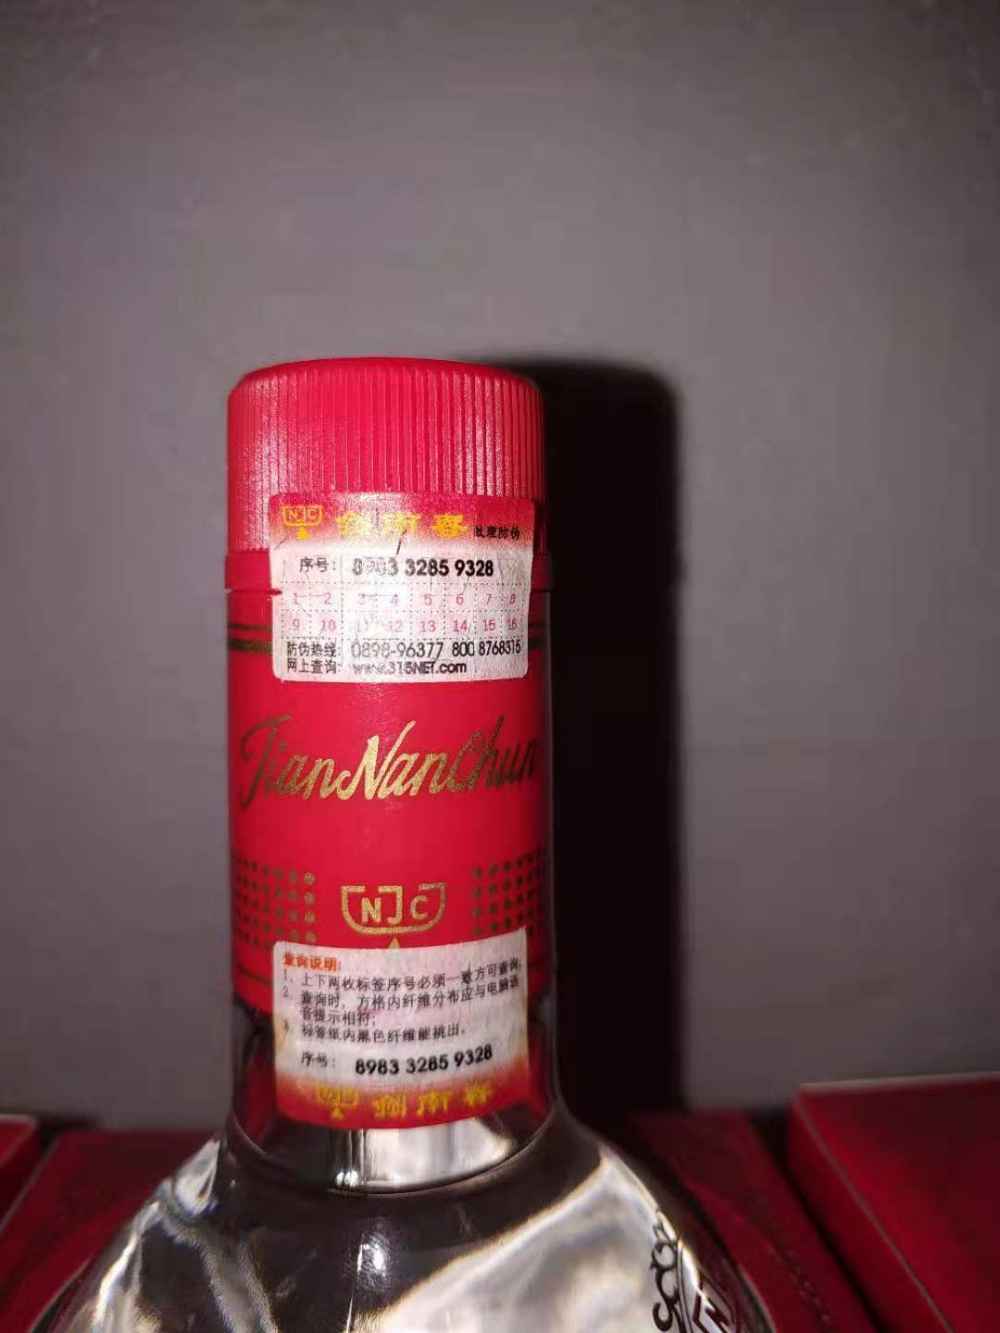 NJC 剑南春 纹理防伪
序号: 8983 3285 9328
1 2 3 4 5 6 7 8
9 10 11 12 13 14 15 16
防伪热线: 0898-96377 800 8768315
网上查询: www.315NET.com
JianNanChun
NJC
查询说明:
1、上下两枚标签序号必须一致方可查询;
2、查询时，方格内纤维分布应与电脑语
音提示相符;
3、标签纸内黑色纤维能挑出。
序号: 8983 3285 9328
剑南春
N